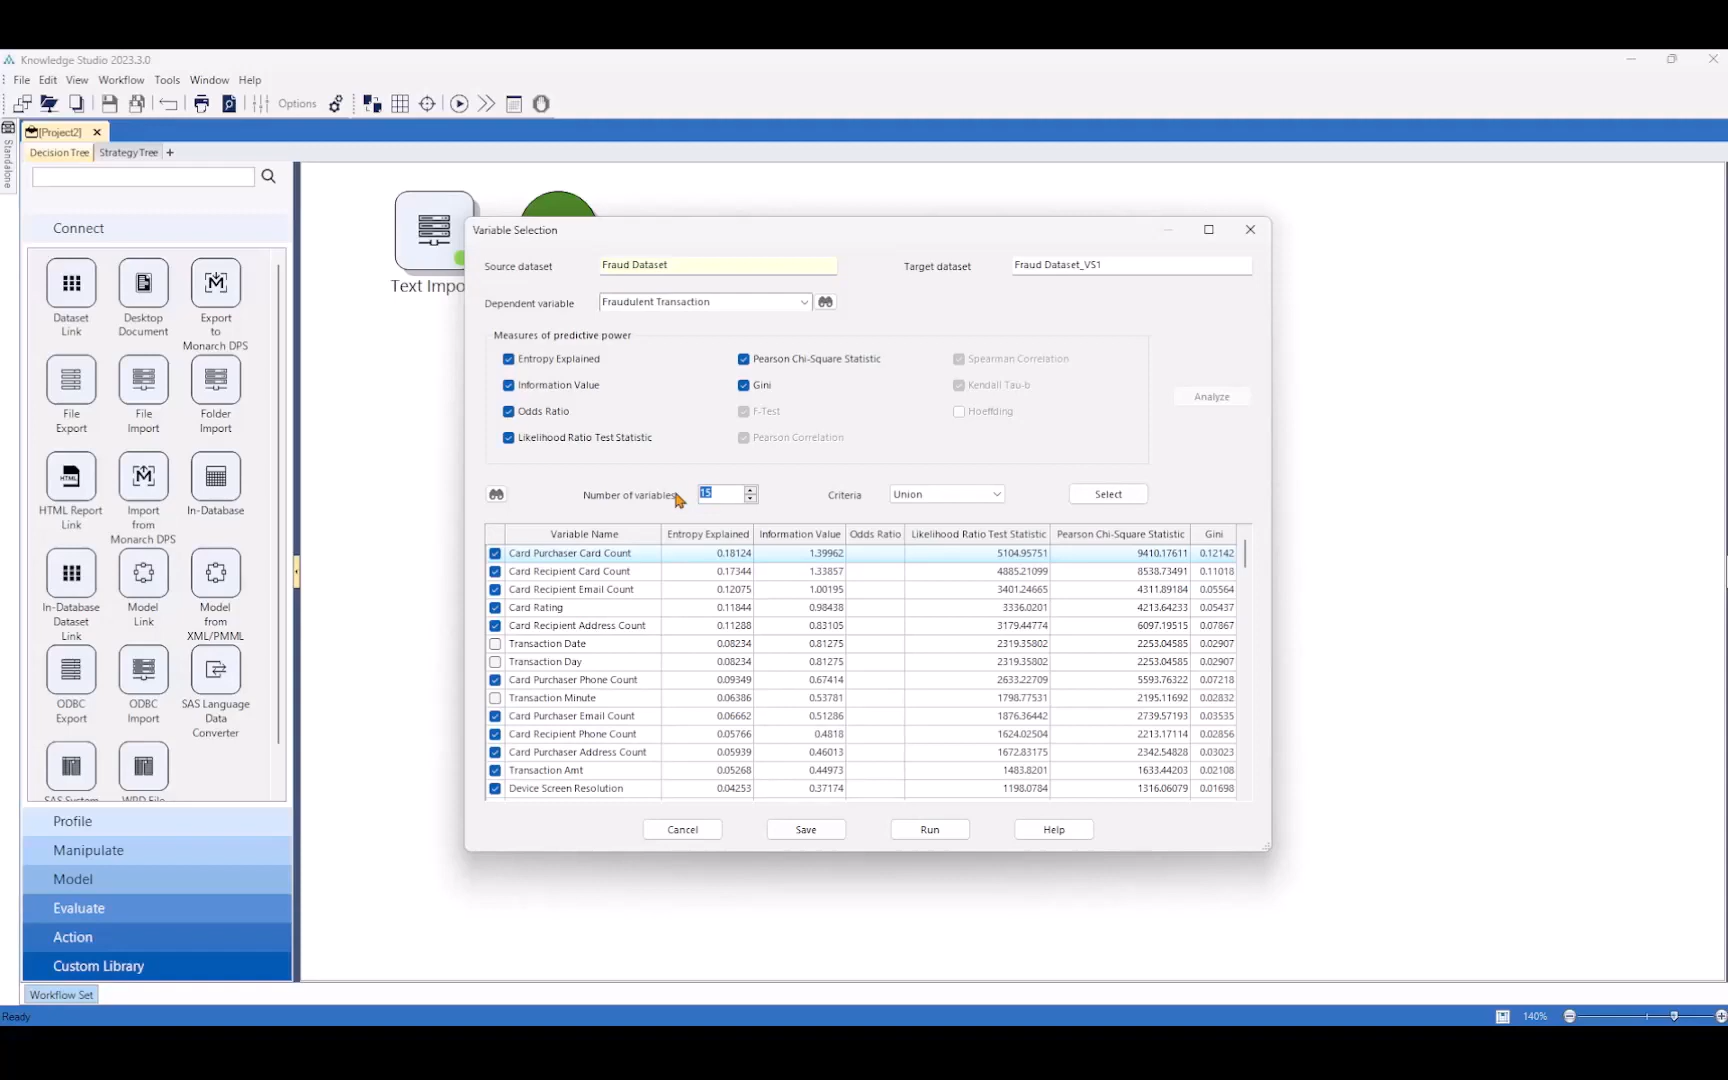 Knowledge Studio 2023.3.0
File Edit View Workflow Tools Window Help
Options
[Project2]
Standalone
Decision Tree Strategy Tree +
Connect
Dataset Link
Desktop Document
Export to Monarch DPS
File Export
File Import
Folder Import
HTML Report Link
Import from Monarch DPS
In-Database
In-Database Dataset Link
Model Link
Model from XML/PMML
ODBC Export
ODBC Import
SAS Language Data Converter
Profile
Manipulate
Model
Evaluate
Action
Custom Library
Workflow Set
Ready
140%
Text Impo
Variable Selection
Source dataset Fraud Dataset Target dataset Fraud Dataset_VS1
Dependent variable Fraudulent Transaction
Measures of predictive power
Entropy Explained Pearson Chi-Square Statistic Spearman Correlation
Information Value Gini Kendall Tau-b
Analyze
Odds Ratio F-Test Hoeffding
Likelihood Ratio Test Statistic Pearson Correlation
Number of variables 15 Criteria Union Select
Variable Name Entropy Explained Information Value Odds Ratio Likelihood Ratio Test Statistic Pearson Chi-Square Statistic Gini
Card Purchaser Card Count 0.18124 1.39962 5104.95751 9410.17611 0.12142
Card Recipient Card Count 0.17344 1.33857 4885.21099 8538.73491 0.11018
Card Recipient Email Count 0.12075 1.00195 3401.24665 4311.89184 0.05564
Card Rating 0.11844 0.98438 3336.0201 4213.64233 0.05437
Card Recipient Address Count 0.11288 0.83105 3179.44774 6097.19515 0.07867
Transaction Date 0.08234 0.81275 2319.35802 2253.04585 0.02907
Transaction Day 0.08234 0.81275 2319.35802 2253.04585 0.02907
Card Purchaser Phone Count 0.09349 0.67414 2633.22709 5593.76322 0.07218
Transaction Minute 0.06386 0.53781 1798.77531 2195.11692 0.02832
Card Purchaser Email Count 0.06662 0.51286 1876.36442 2739.57193 0.03535
Card Recipient Phone Count 0.05766 0.4818 1624.02504 2213.17114 0.02856
Card Purchaser Address Count 0.05939 0.46013 1672.83175 2342.54828 0.03023
Transaction Amt 0.05268 0.44973 1483.8201 1633.44203 0.02108
Device Screen Resolution 0.04253 0.37174 1198.0784 1316.06079 0.01698
Cancel Save Run Help